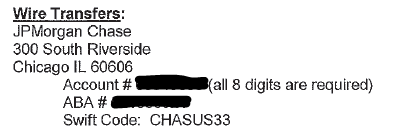 Wire Transfers:
JPMorgan Chase
300 South Riverside
Chicago IL 60606
Account # (all 8 digits are required)
ABA #
Swift Code: CHASUS33